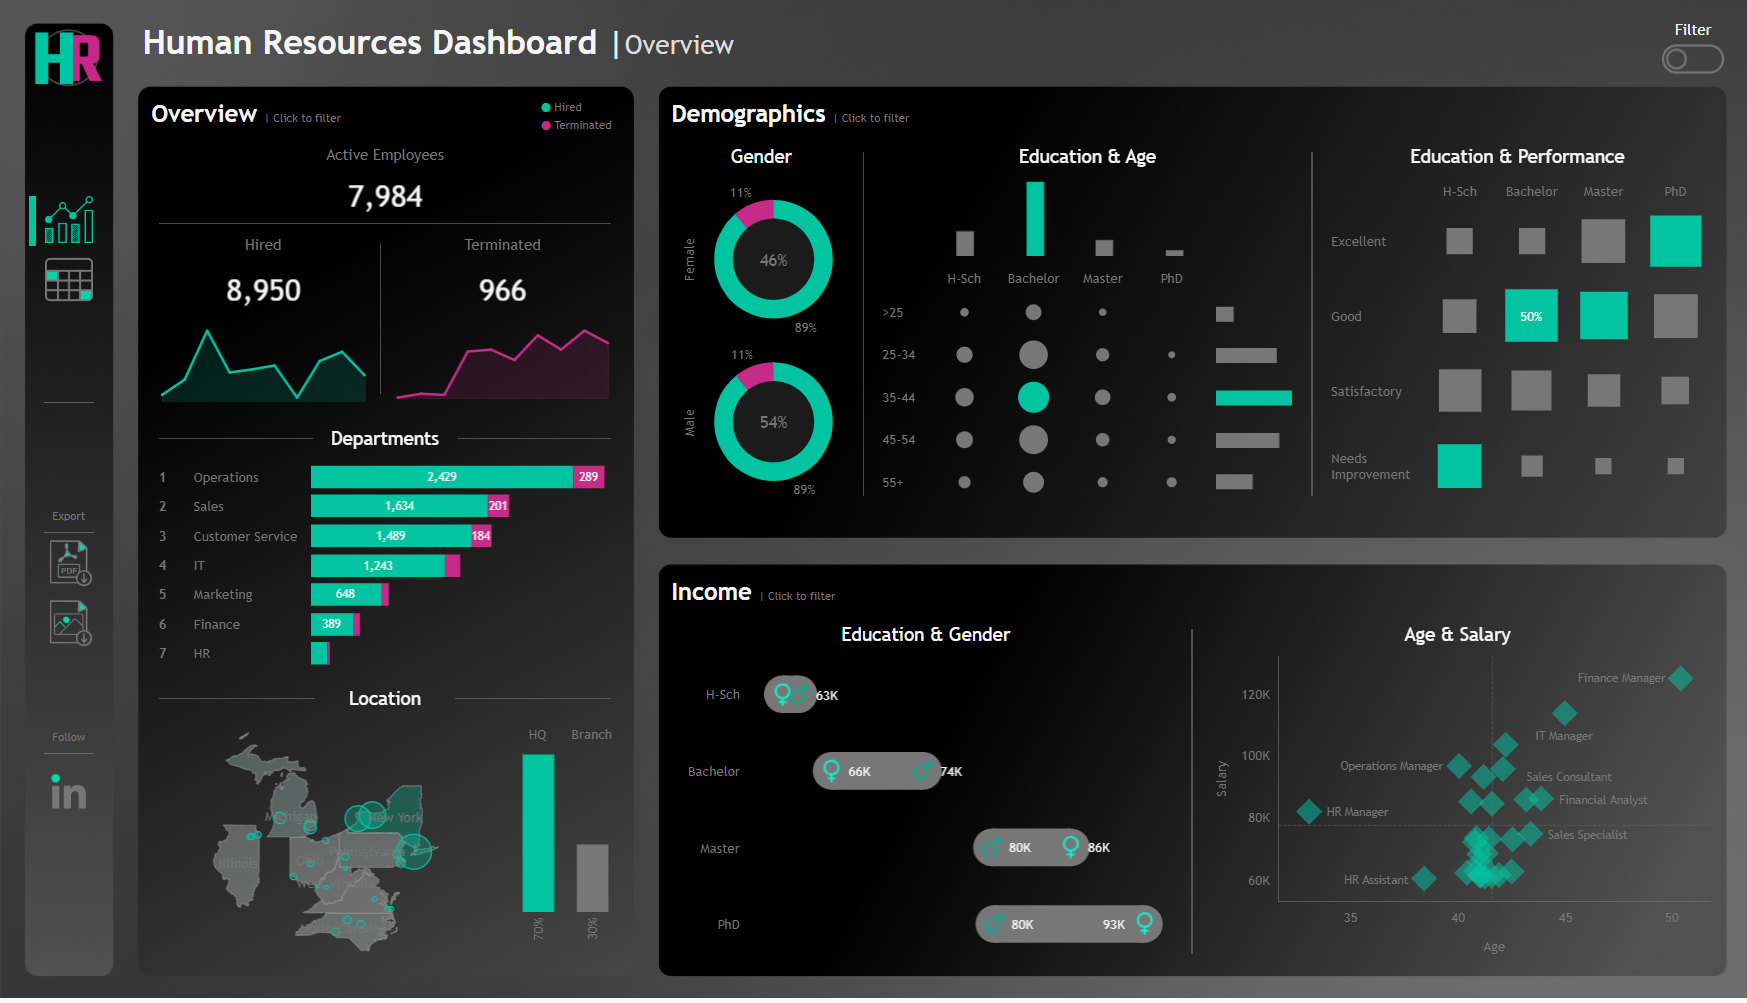 HR
Human Resources Dashboard | Overview
Filter
Export
PDF
Follow
in
Overview | Click to filter
Hired
Terminated
Active Employees
7,984
Hired
8,950
Terminated
966
Departments
1 Operations 2,429 289
2 Sales 1,634 201
3 Customer Service 1,489 184
4 IT 1,243
5 Marketing 648
6 Finance 389
7 HR
Location
Michigan
New York
Illinois
Ohio
Pennsylvania
HQ Branch
70% 30%
Demographics | Click to filter
Gender
Female
11%
46%
89%
Male
11%
54%
89%
Education & Age
H-Sch Bachelor Master PhD
>25
25-34
35-44
45-54
55+
Education & Performance
H-Sch Bachelor Master PhD
Excellent
Good 50%
Satisfactory
Needs
Improvement
Income | Click to filter
Education & Gender
H-Sch 63K
Bachelor 66K 74K
Master 80K 86K
PhD 80K 93K
Age & Salary
Salary
120K
100K
80K
60K
Finance Manager
IT Manager
Operations Manager
Sales Consultant
Financial Analyst
HR Manager
Sales Specialist
HR Assistant
35 40 45 50
Age